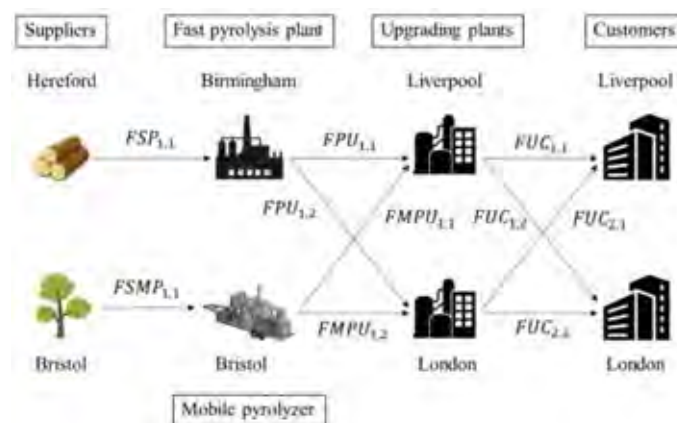 Suppliers Fast pyrolysis plant Upgrading plants Customers
Hereford Birmingham Liverpool Liverpool
FSP1,1 FPU1,1 FUC1,1
FPU1,2 FMPU1,1 FUC1,2 FUC2,1
FSMP1,1 FMPU1,2 FUC2,2
Bristol Bristol London London
Mobile pyrolyzer